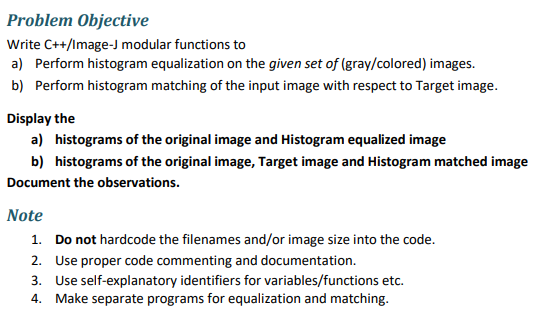 Problem Objective
Write C++/Image-J modular functions to
a) Perform histogram equalization on the given set of (gray/colored) images.
b) Perform histogram matching of the input image with respect to Target image.
Display the
a) histograms of the original image and Histogram equalized image
b) histograms of the original image, Target image and Histogram matched image
Document the observations.
Note
1. Do not hardcode the filenames and/or image size into the code.
2. Use proper code commenting and documentation.
3. Use self-explanatory identifiers for variables/functions etc.
4. Make separate programs for equalization and matching.